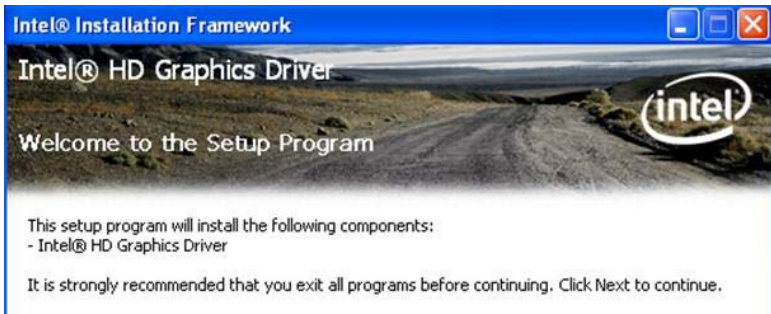 Intel® Installation Framework
Intel® HD Graphics Driver
(intel)
Welcome to the Setup Program
This setup program will install the following components:
- Intel® HD Graphics Driver
It is strongly recommended that you exit all programs before continuing. Click Next to continue.